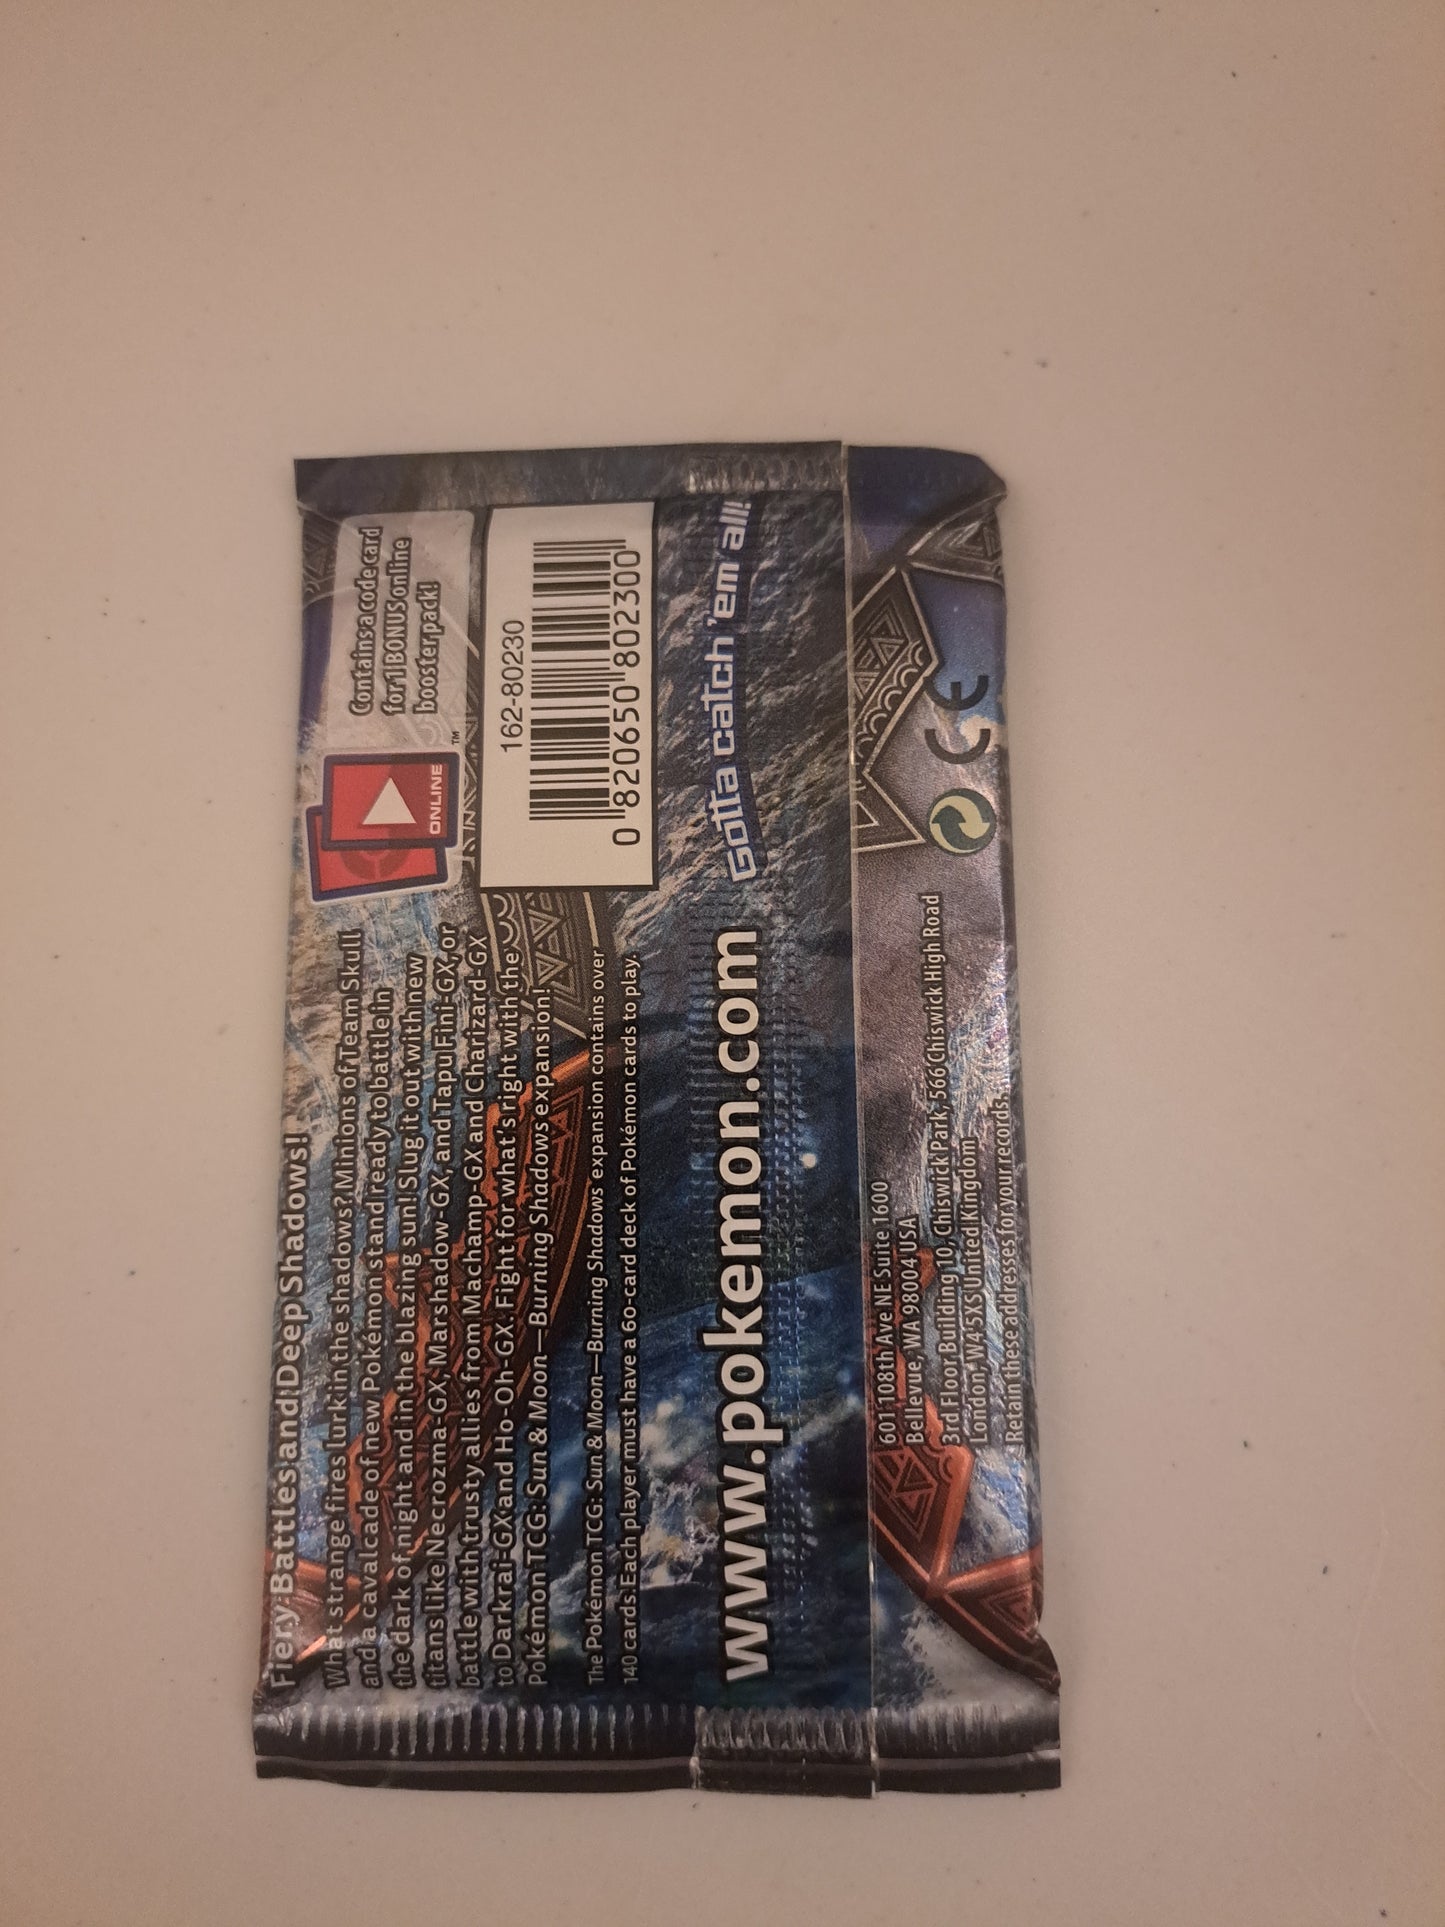 Fiery Battles and Deep Shadows!
What strange fires lurk in the shadows? Minions of Team Skull
and a cavalcade of new Pokémon stand ready to battle in
the dark of night and in the blazing sun! Slug it out with new
titans like Necrozma-GX, Marshadow-GX, and Tapu Fini-GX, or
battle with trusty allies from Machamp-GX and Charizard-GX
to Darkrai-GX and Ho-Oh-GX. Fight for what's right with the
Pokémon TCG: Sun & Moon—Burning Shadows expansion!
The Pokémon TCG: Sun & Moon—Burning Shadows expansion contains over
140 cards. Each player must have a 60-card deck of Pokémon cards to play.
ONLINE
TM
Contains a code card
for 1 BONUS online
booster pack!
162-80230
0 820650 802300
www.pokemon.com
Gotta catch 'em all!
601 108th Ave NE Suite 1600
Bellevue, WA 98004 USA
3rd Floor Building 10, Chiswick Park, 566 Chiswick High Road
London, W4 5XS United Kingdom
Retain these addresses for your records.
CE